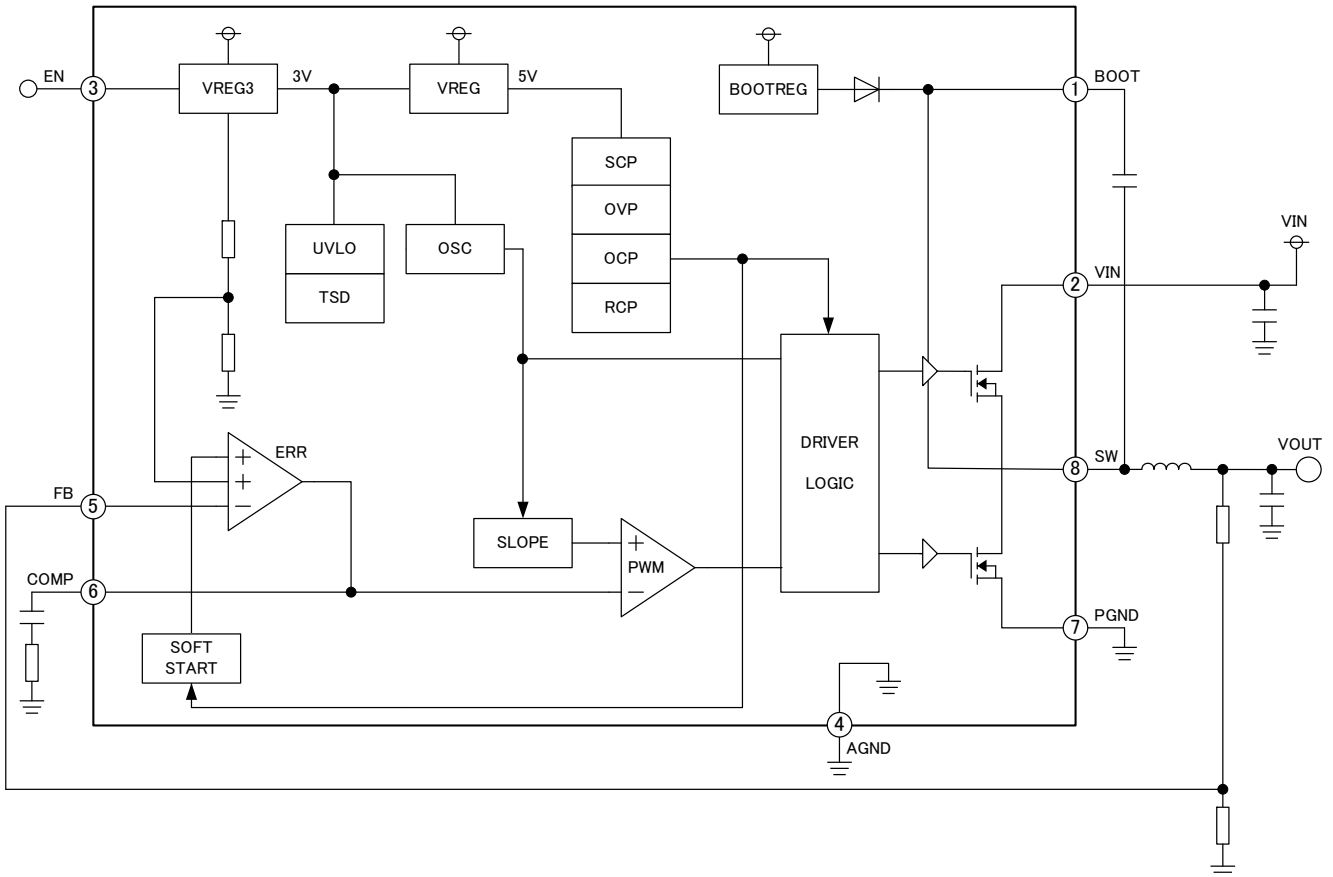 EN
3
VREG3
3V
VREG
5V
BOOTREG
1
BOOT
SCP
OVP
OCP
RCP
UVLO
TSD
OSC
VIN
2
VIN
DRIVER
LOGIC
ERR
+
+
−
FB
5
8
SW
VOUT
SLOPE
+
PWM
−
COMP
6
7
PGND
SOFT
START
4
AGND